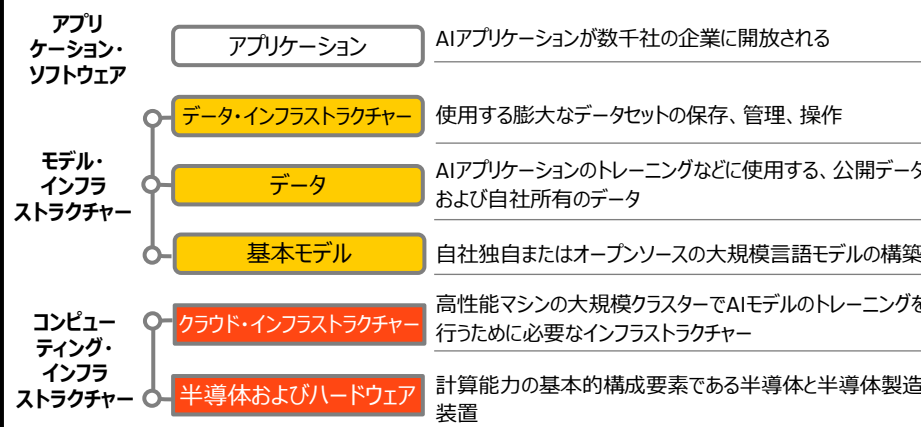 アプリ
ケーション・
ソフトウェア
アプリケーション
AIアプリケーションが数千社の企業に開放される
モデル・
インフラ
ストラクチャー
データ・インフラストラクチャー
使用する膨大なデータセットの保存、管理、操作
データ
AIアプリケーションのトレーニングなどに使用する、公開データ
および自社所有のデータ
基本モデル
自社独自またはオープンソースの大規模言語モデルの構築
コンピュー
ティング・
インフラ
ストラクチャー
クラウド・インフラストラクチャー
高性能マシンの大規模クラスターでAIモデルのトレーニングを
行うために必要なインフラストラクチャー
半導体およびハードウェア
計算能力の基本的構成要素である半導体と半導体製造
装置